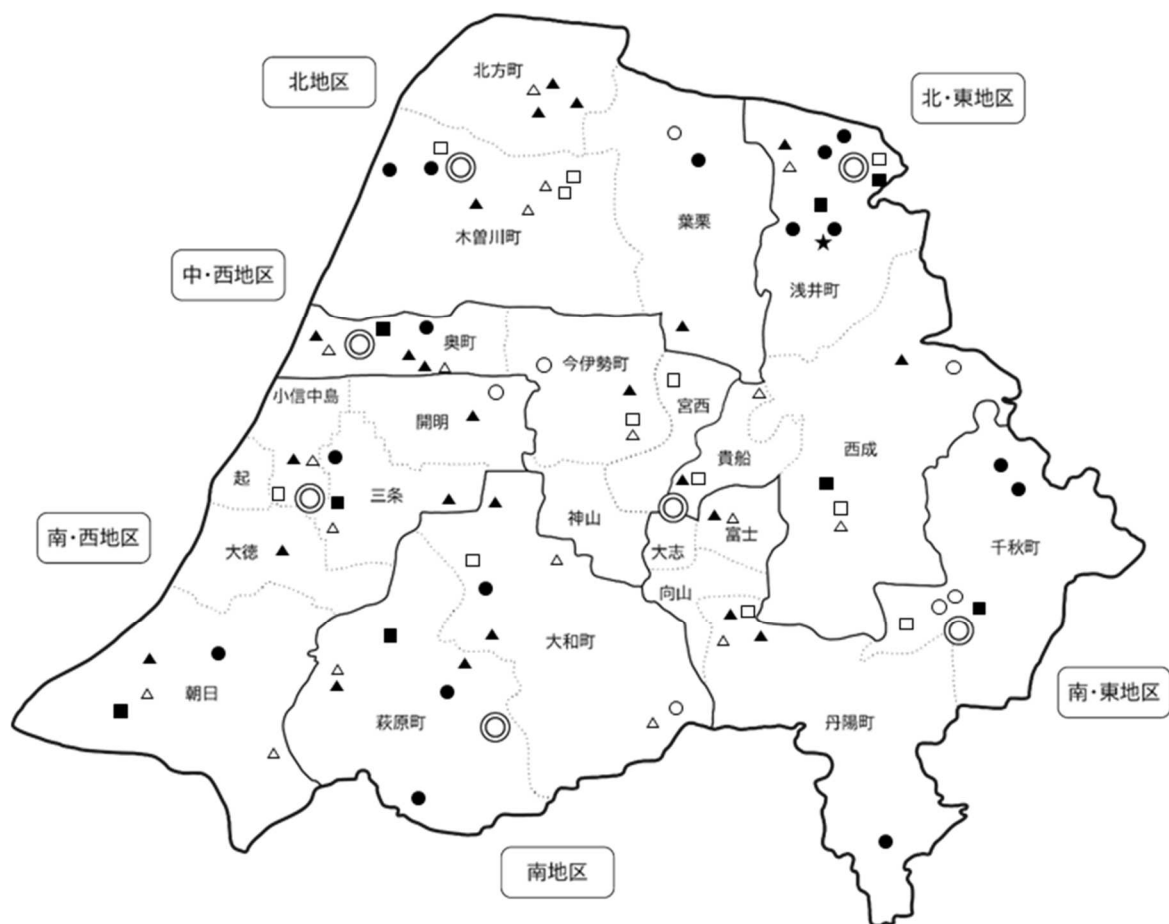 北方町
北地区
北・東地区
葉栗
木曽川町
中・西地区
浅井町
奥町
今伊勢町
小信中島
宮西
開明
貴船
西成
起
三条
神山
富士
南・西地区
大徳
大志
千秋町
向山
大和町
朝日
南・東地区
萩原町
丹陽町
南地区